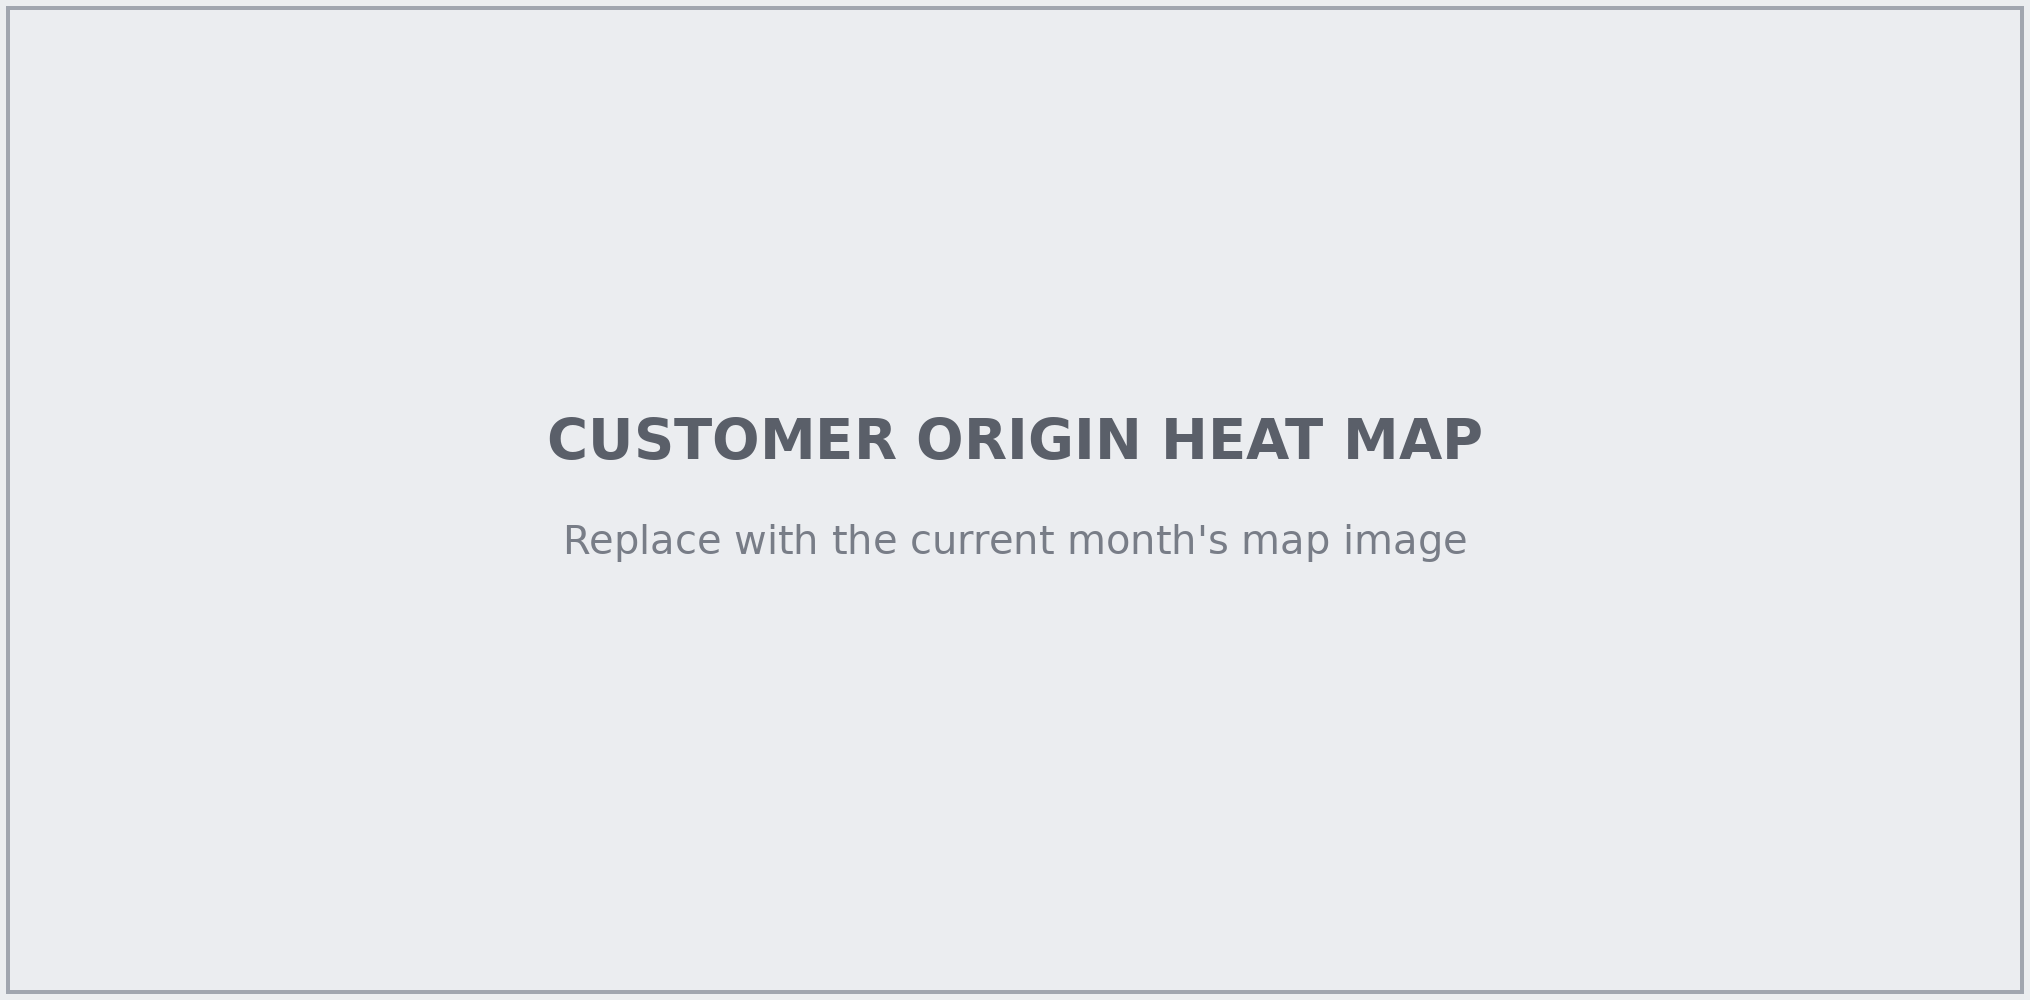 CUSTOMER ORIGIN HEAT MAP
Replace with the current month's map image